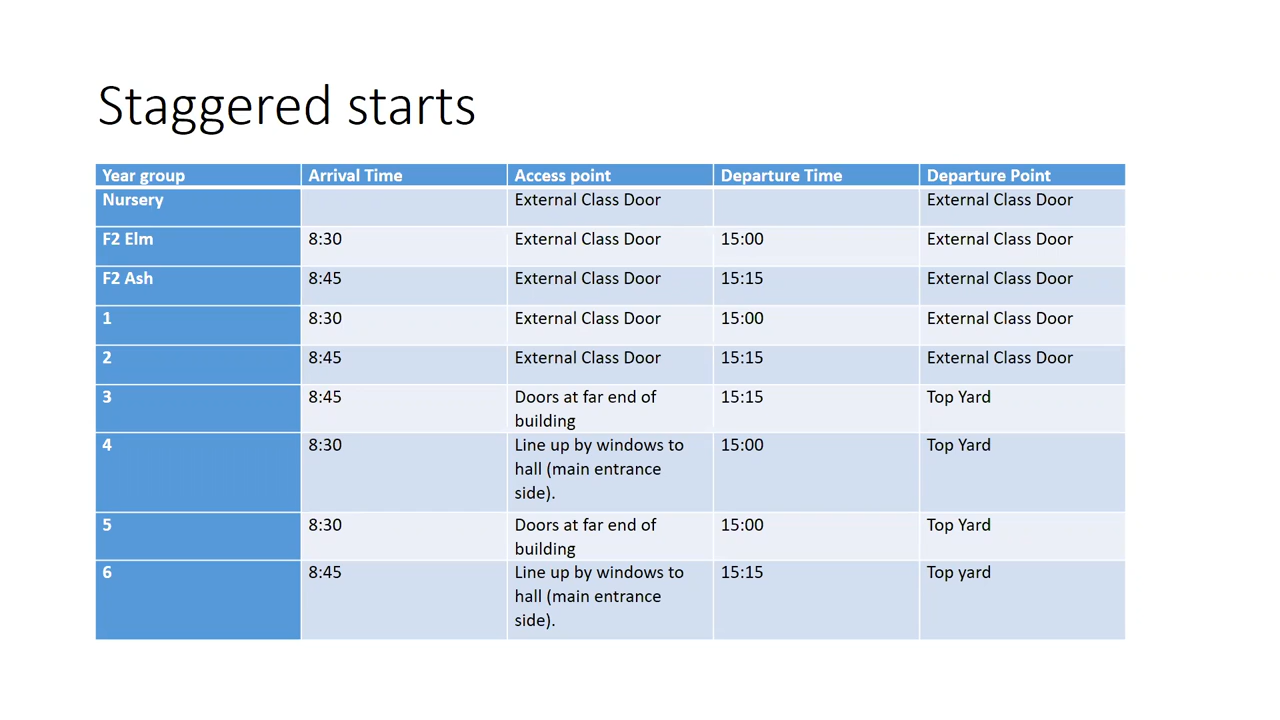 Staggered starts
Year group Arrival Time Access point Departure Time Departure Point
Nursery External Class Door External Class Door
F2 Elm 8:30 External Class Door 15:00 External Class Door
F2 Ash 8:45 External Class Door 15:15 External Class Door
1 8:30 External Class Door 15:00 External Class Door
2 8:45 External Class Door 15:15 External Class Door
3 8:45 Doors at far end of 15:15 Top Yard
building
4 8:30 Line up by windows to 15:00 Top Yard
hall (main entrance
side).
5 8:30 Doors at far end of 15:00 Top Yard
building
6 8:45 Line up by windows to 15:15 Top yard
hall (main entrance
side).